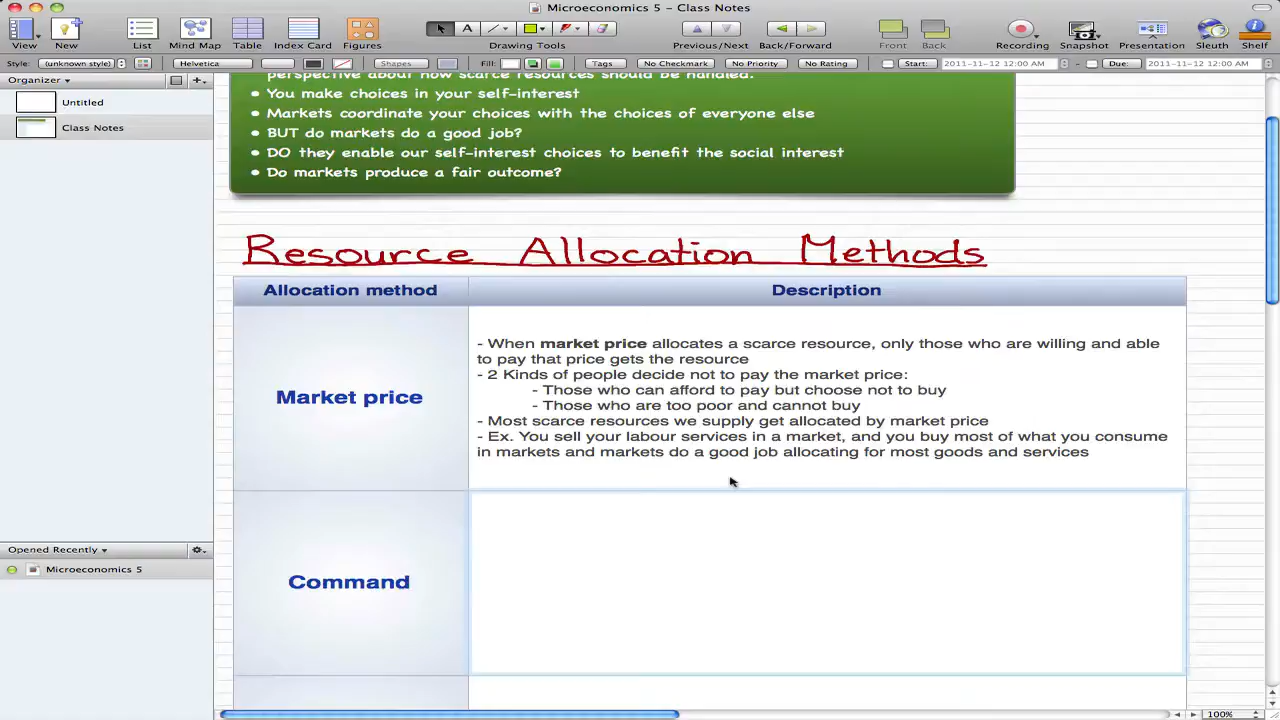 Microeconomics 5 – Class Notes
View New List Mind Map Table Index Card Figures Drawing Tools Previous/Next Back/Forward Front Back Recording Snapshot Presentation Sleuth Shelf
Style: (unknown style) Helvetica Shapes Fill: Tags No Checkmark No Priority No Rating Start: 2011-11-12 12:00 AM Due: 2011-11-12 12:00 AM
Organizer
Untitled
Class Notes
perspective about how scarce resources should be handled.
• You make choices in your self-interest
• Markets coordinate your choices with the choices of everyone else
• BUT do markets do a good job?
• DO they enable our self-interest choices to benefit the social interest
• Do markets produce a fair outcome?
Resource Allocation Methods
Allocation method Description
Market price
- When market price allocates a scarce resource, only those who are willing and able
to pay that price gets the resource
- 2 Kinds of people decide not to pay the market price:
- Those who can afford to pay but choose not to buy
- Those who are too poor and cannot buy
- Most scarce resources we supply get allocated by market price
- Ex. You sell your labour services in a market, and you buy most of what you consume
in markets and markets do a good job allocating for most goods and services
Command
Opened Recently
Microeconomics 5
100%